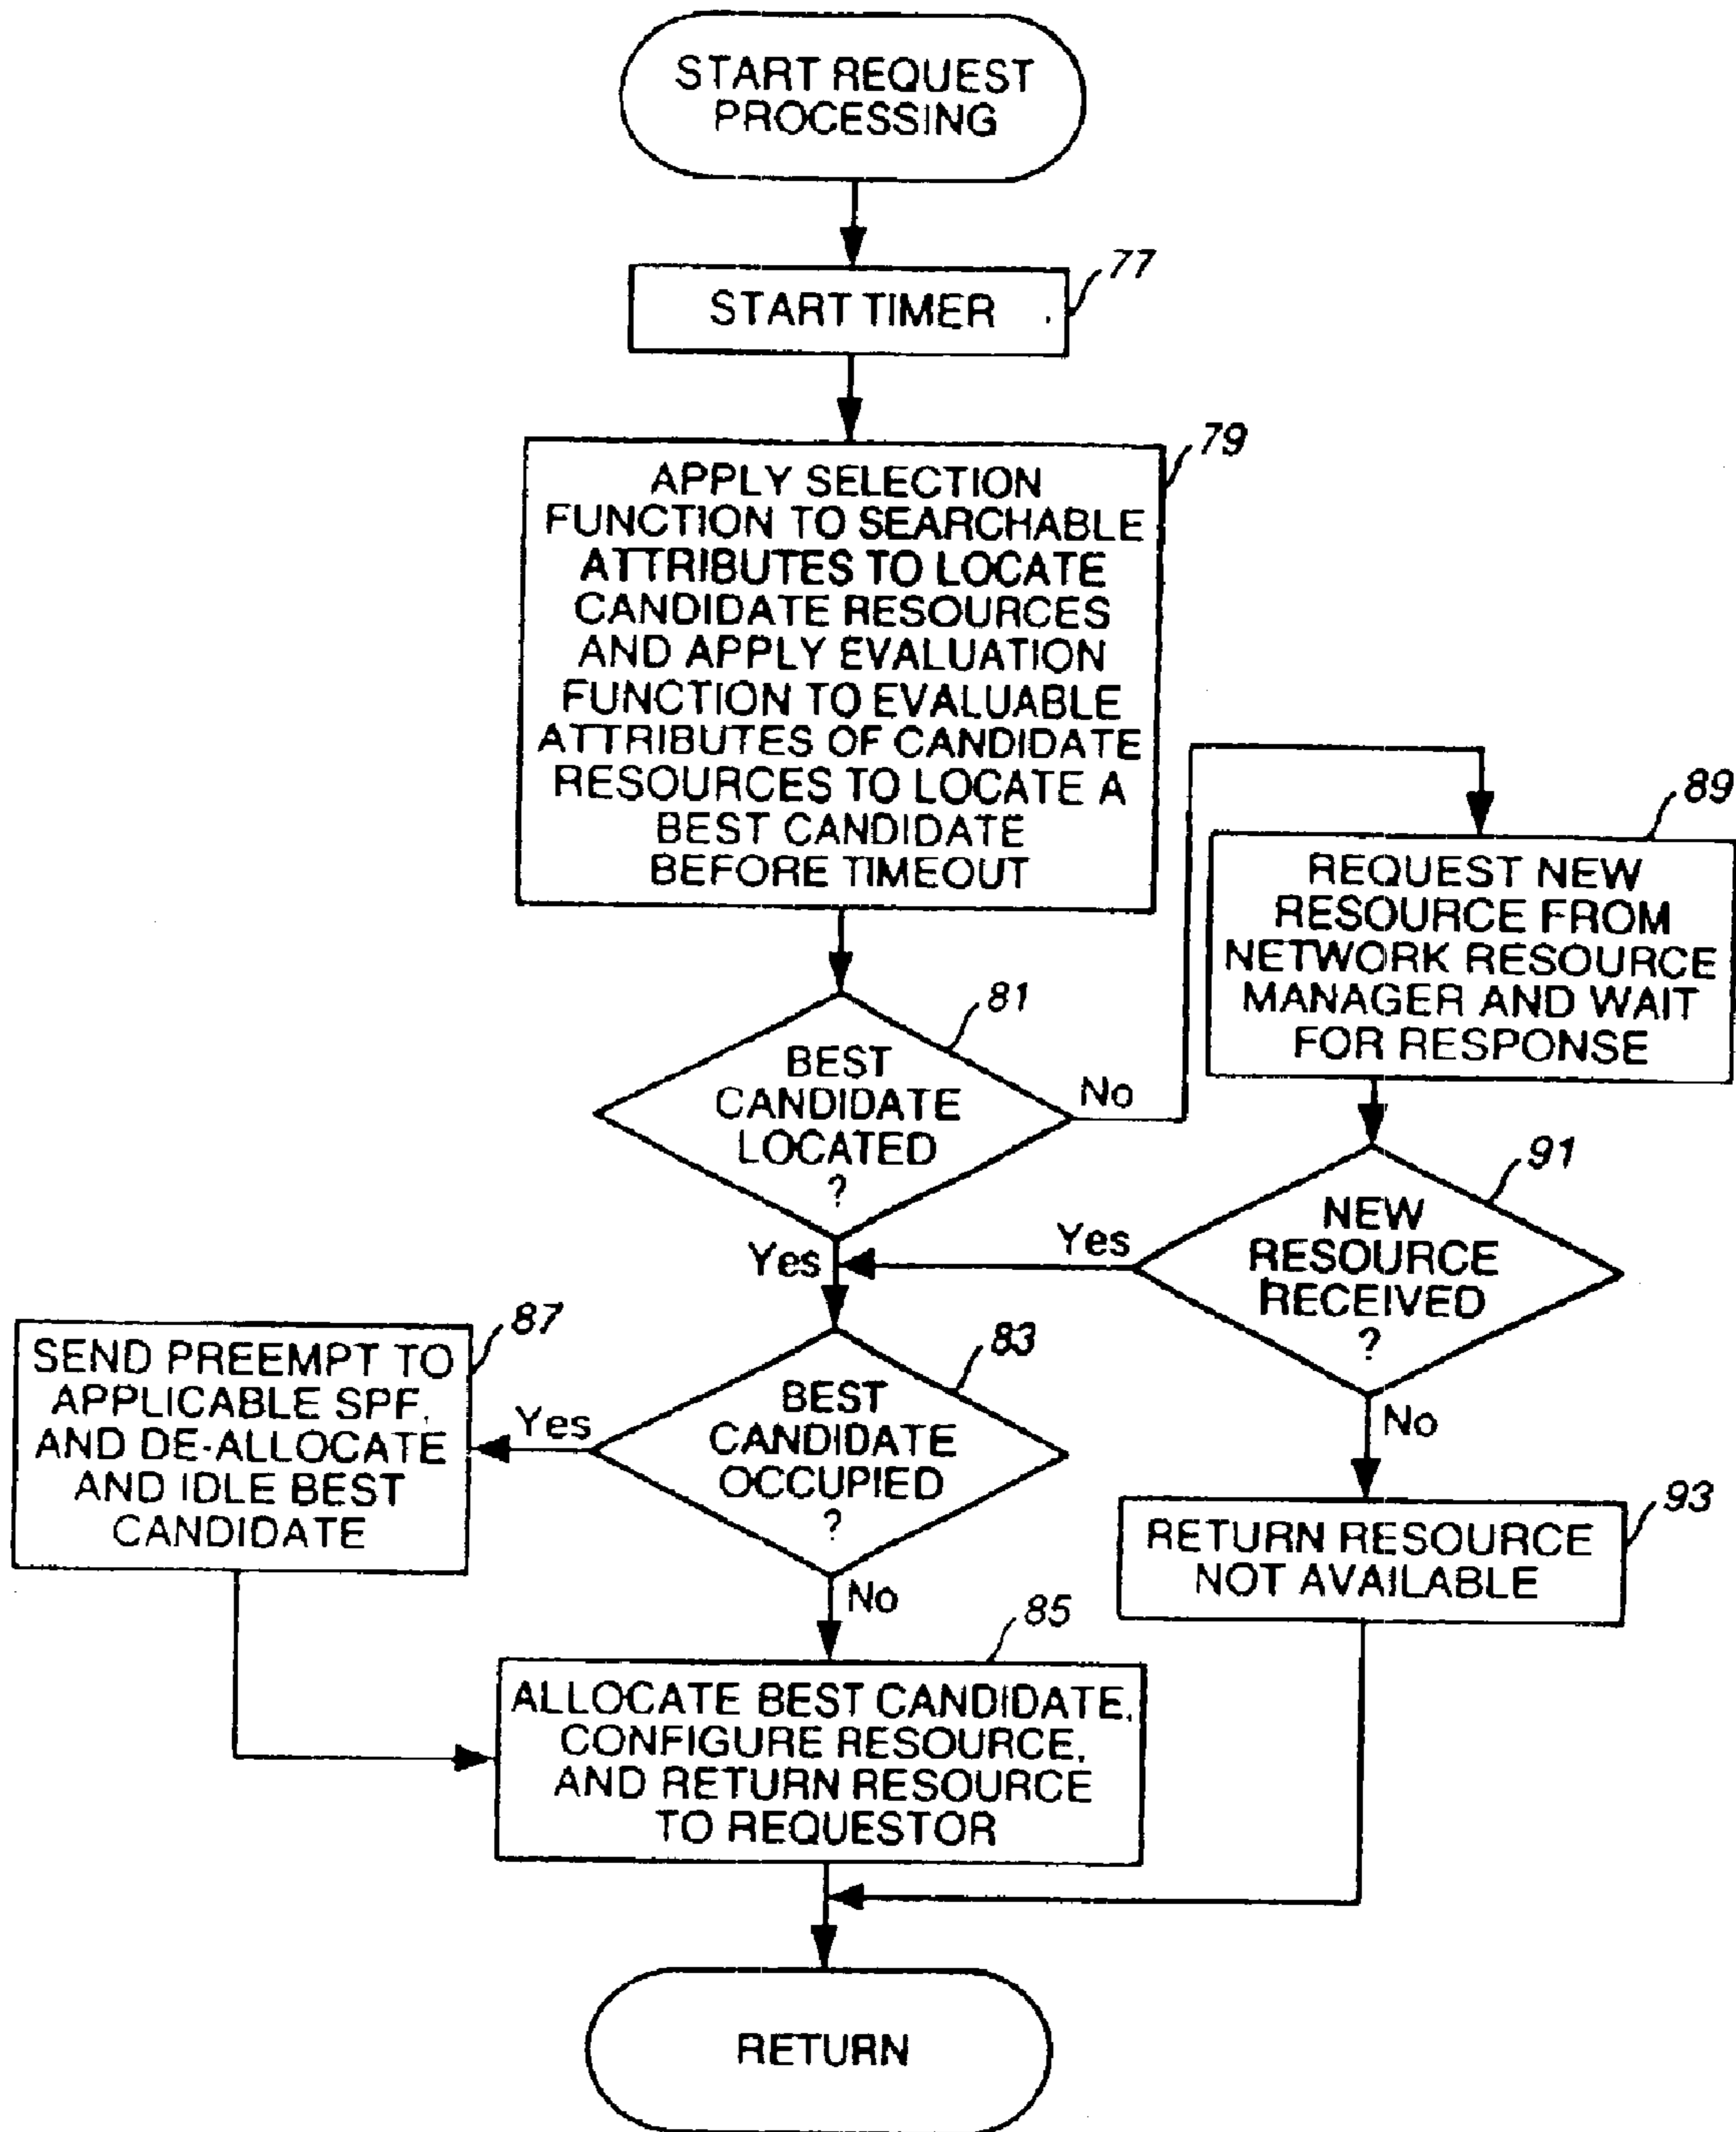 START REQUEST
PROCESSING
77
START TIMER
79
APPLY SELECTION
FUNCTION TO SEARCHABLE
ATTRIBUTES TO LOCATE
CANDIDATE RESOURCES
AND APPLY EVALUATION
FUNCTION TO EVALUABLE
ATTRIBUTES OF CANDIDATE
RESOURCES TO LOCATE A
BEST CANDIDATE
BEFORE TIMEOUT
89
REQUEST NEW
RESOURCE FROM
NETWORK RESOURCE
MANAGER AND WAIT
FOR RESPONSE
81
BEST
CANDIDATE
LOCATED
?
No
Yes
91
NEW
RESOURCE
RECEIVED
?
Yes
No
83
BEST
CANDIDATE
OCCUPIED
?
Yes
No
87
SEND PREEMPT TO
APPLICABLE SPF,
AND DE-ALLOCATE
AND IDLE BEST
CANDIDATE
93
RETURN RESOURCE
NOT AVAILABLE
85
ALLOCATE BEST CANDIDATE,
CONFIGURE RESOURCE,
AND RETURN RESOURCE
TO REQUESTOR
RETURN